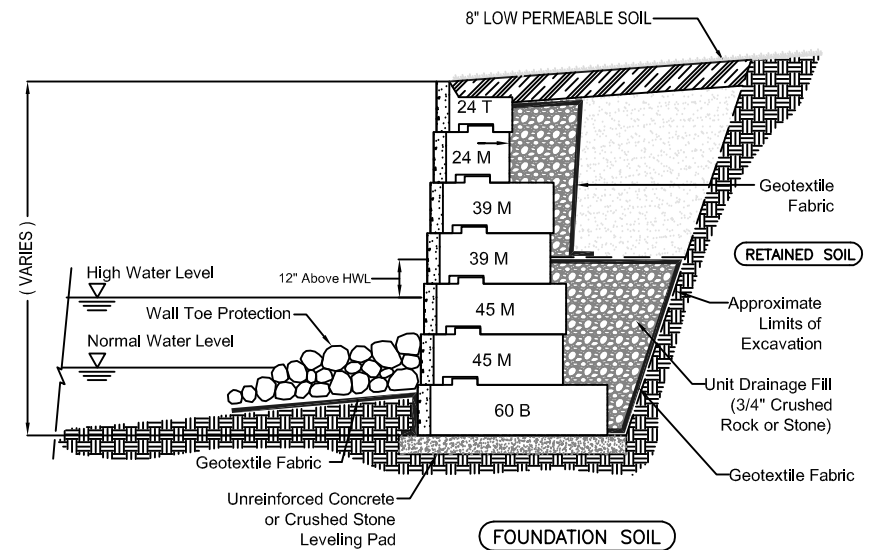 8" LOW PERMEABLE SOIL
24 T
24 M
Geotextile
Fabric
39 M
( VARIES )
39 M
RETAINED SOIL
High Water Level
12" Above HWL
Approximate
Limits of
Excavation
Wall Toe Protection
45 M
Normal Water Level
45 M
Unit Drainage Fill
(3/4" Crushed
Rock or Stone)
60 B
Geotextile Fabric
Geotextile Fabric
Unreinforced Concrete
or Crushed Stone
Leveling Pad
FOUNDATION SOIL